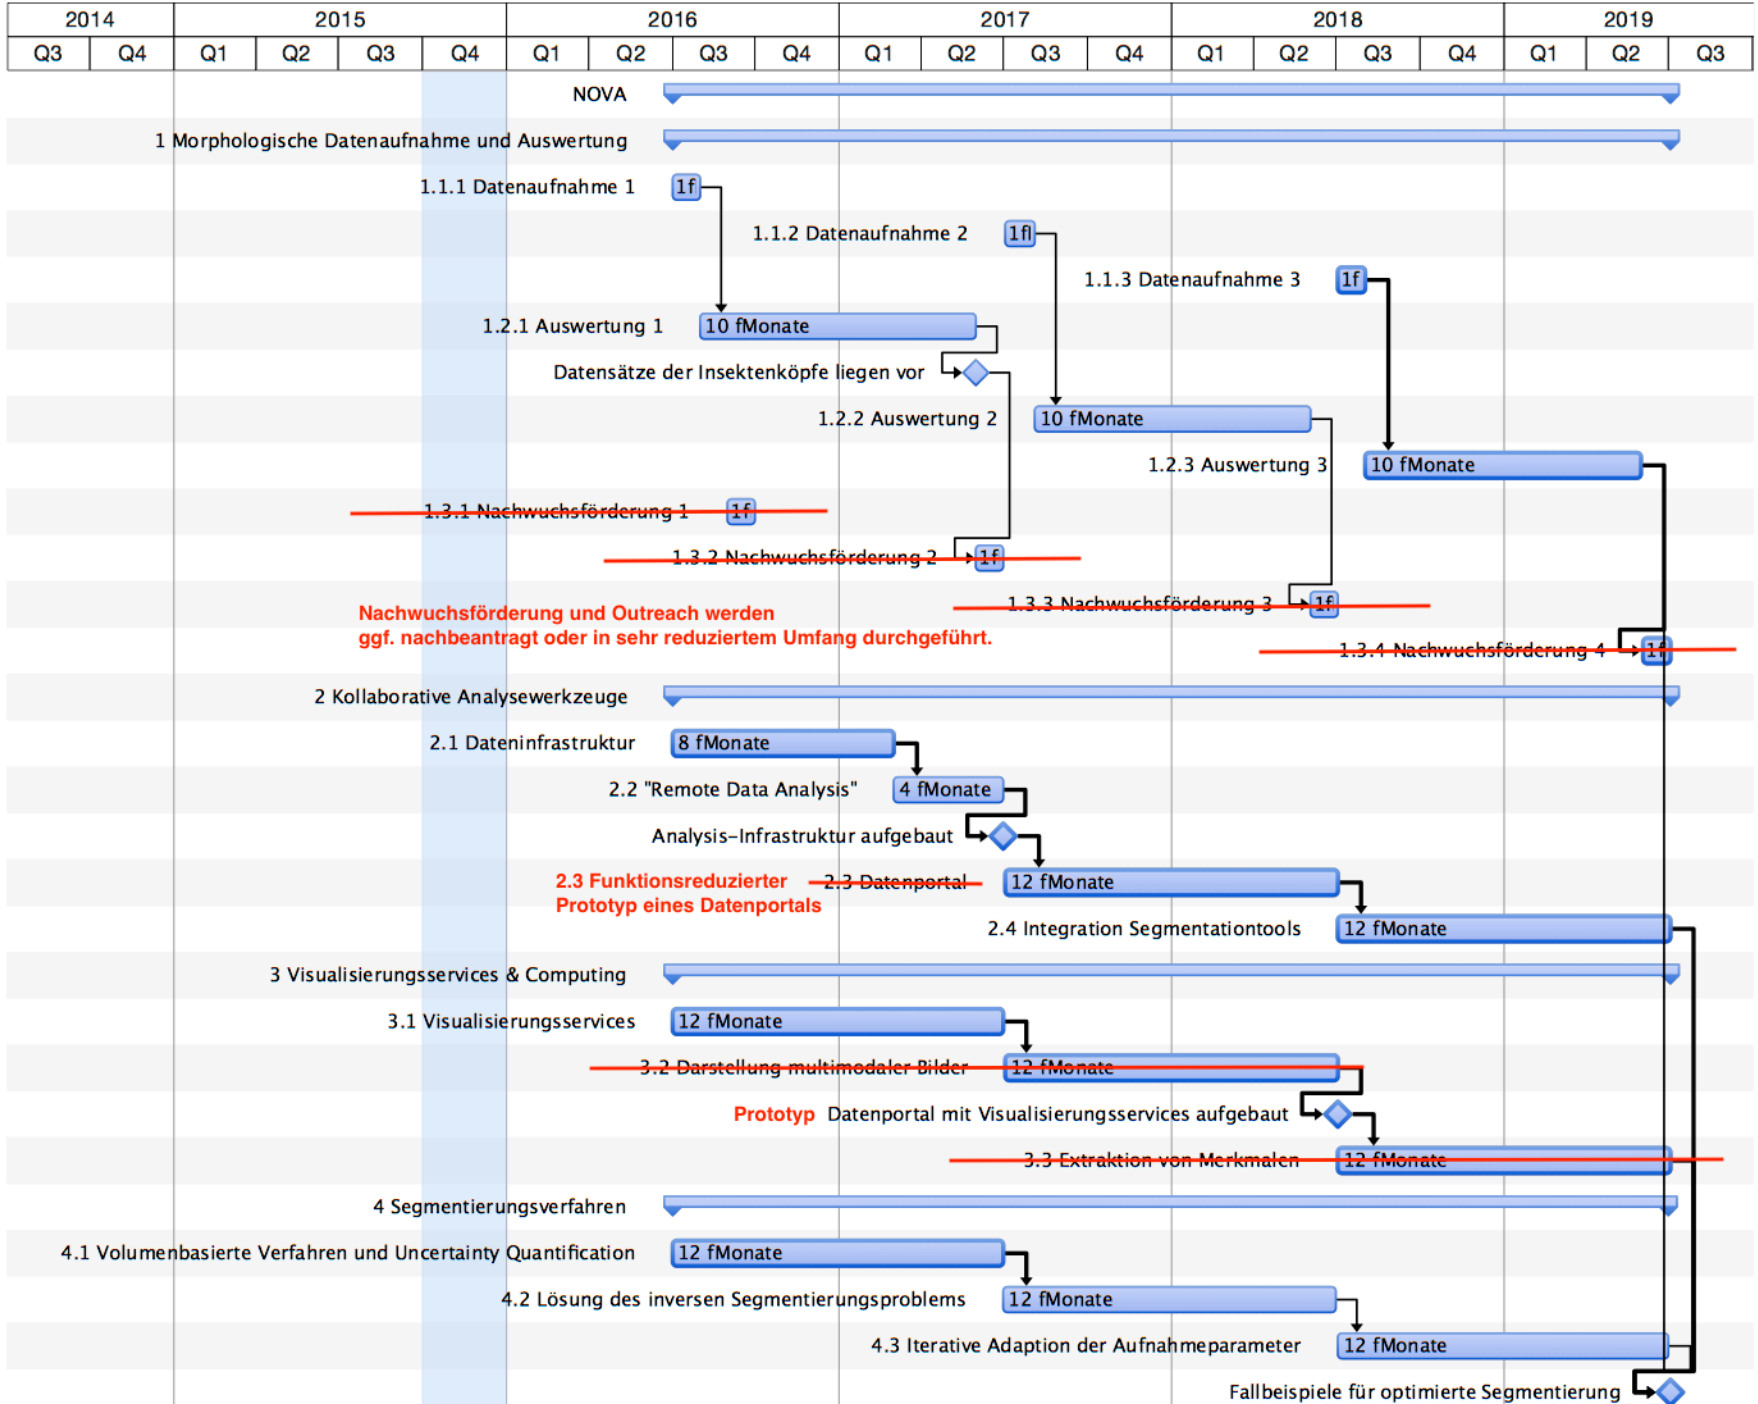 2014 2015 2016 2017 2018 2019
Q3 Q4 Q1 Q2 Q3 Q4 Q1 Q2 Q3 Q4 Q1 Q2 Q3 Q4 Q1 Q2 Q3 Q4 Q1 Q2 Q3
NOVA
1 Morphologische Datenaufnahme und Auswertung
1.1.1 Datenaufnahme 1 1f
1.1.2 Datenaufnahme 2 1fl
1.1.3 Datenaufnahme 3 1f
1.2.1 Auswertung 1 10 fMonate
Datensätze der Insektenköpfe liegen vor
1.2.2 Auswertung 2 10 fMonate
1.2.3 Auswertung 3 10 fMonate
1.3.1 Nachwuchsförderung 1 1f
1.3.2 Nachwuchsförderung 2 1f
1.3.3 Nachwuchsförderung 3 1f
Nachwuchsförderung und Outreach werden
ggf. nachbeantragt oder in sehr reduziertem Umfang durchgeführt.
1.3.4 Nachwuchsförderung 4 1f
2 Kollaborative Analysewerkzeuge
2.1 Dateninfrastruktur 8 fMonate
2.2 "Remote Data Analysis" 4 fMonate
Analysis-Infrastruktur aufgebaut
2.3 Funktionsreduzierter
Prototyp eines Datenportals
2.3 Datenportal 12 fMonate
2.4 Integration Segmentationtools 12 fMonate
3 Visualisierungsservices & Computing
3.1 Visualisierungsservices 12 fMonate
3.2 Darstellung multimodaler Bilder 12 fMonate
Prototyp Datenportal mit Visualisierungsservices aufgebaut
3.3 Extraktion von Merkmalen 12 fMonate
4 Segmentierungsverfahren
4.1 Volumenbasierte Verfahren und Uncertainty Quantification 12 fMonate
4.2 Lösung des inversen Segmentierungsproblems 12 fMonate
4.3 Iterative Adaption der Aufnahmeparameter 12 fMonate
Fallbeispiele für optimierte Segmentierung